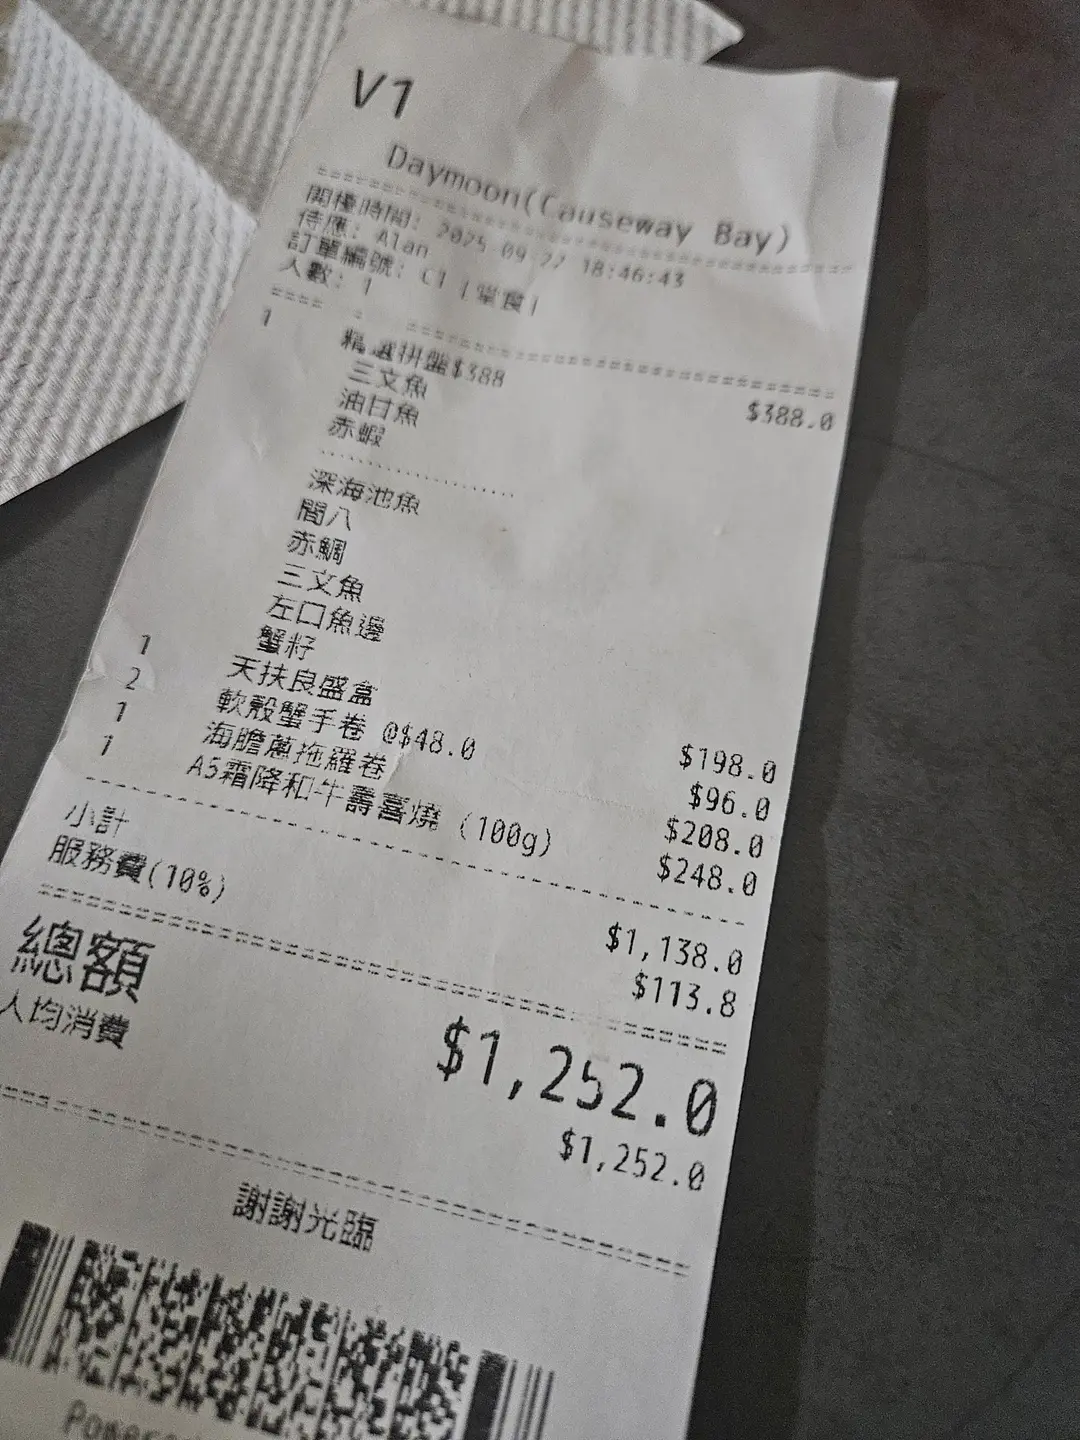 V1
Daymoon(Causeway Bay)
開檯時間: 2025-09-27 18:46:43
侍應: Alan
訂單編號: C1 [堂食]
人數: 1
1 精選拼盤$388 $388.0
三文魚
油甘魚
赤蝦
深海池魚
間八
赤鯛
三文魚
左口魚邊
蟹籽
1 天扶良盛盒 $198.0
2 軟殼蟹手卷 @$48.0 $96.0
1 海膽蔥拖羅卷 $208.0
1 A5霜降和牛壽喜燒 (100g) $248.0
小計 $1,138.0
服務費(10%) $113.8
總額 $1,252.0
人均消費 $1,252.0
謝謝光臨